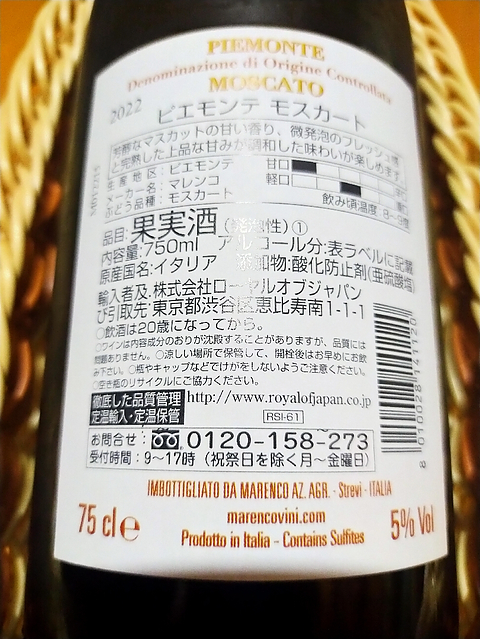 PIEMONTE
Denominazione di Origine Controllata
MOSCATO
2022
ピエモンテ モスカート
芳醇なマスカットの甘い香り、微発泡のフレッシュ感
と完熟した上品な甘みが調和した味わいが楽しめます。
生産地区:ピエモンテ
メーカー名:マレンコ
ぶどう品種:モスカート
甘口
軽口
飲み頃温度:8~9度
品目:果実酒(発泡性)①
内容量:750ml アルコール分:表ラベルに記載
原産国名:イタリア 添加物:酸化防止剤(亜硫酸塩)
輸入者及 株式会社ローヤルオブジャパン
び引取先:東京都渋谷区恵比寿南1-1-1
○飲酒は20歳になってから。
○ワインは内容成分のおりが沈殿することがありますが、品質には
問題ありません。○涼しい場所で保管して、開栓後はお早めにお飲
み下さい。○瓶やキャップなどでけがをしないようご注意ください。
○空き瓶のリサイクルにご協力ください。
徹底した品質管理
定温輸入・定温保管
http://www.royalofjapan.co.jp
RSI-61
お問合せ: 0120-158-273
受付時間:9~17時(祝祭日を除く月~金曜日)
IMBOTTIGLIATO DA MARENCO AZ. AGR. - Strevi - ITALIA
75 cl e
marencovini.com
5% Vol
Prodotto in Italia - Contains Sulfites